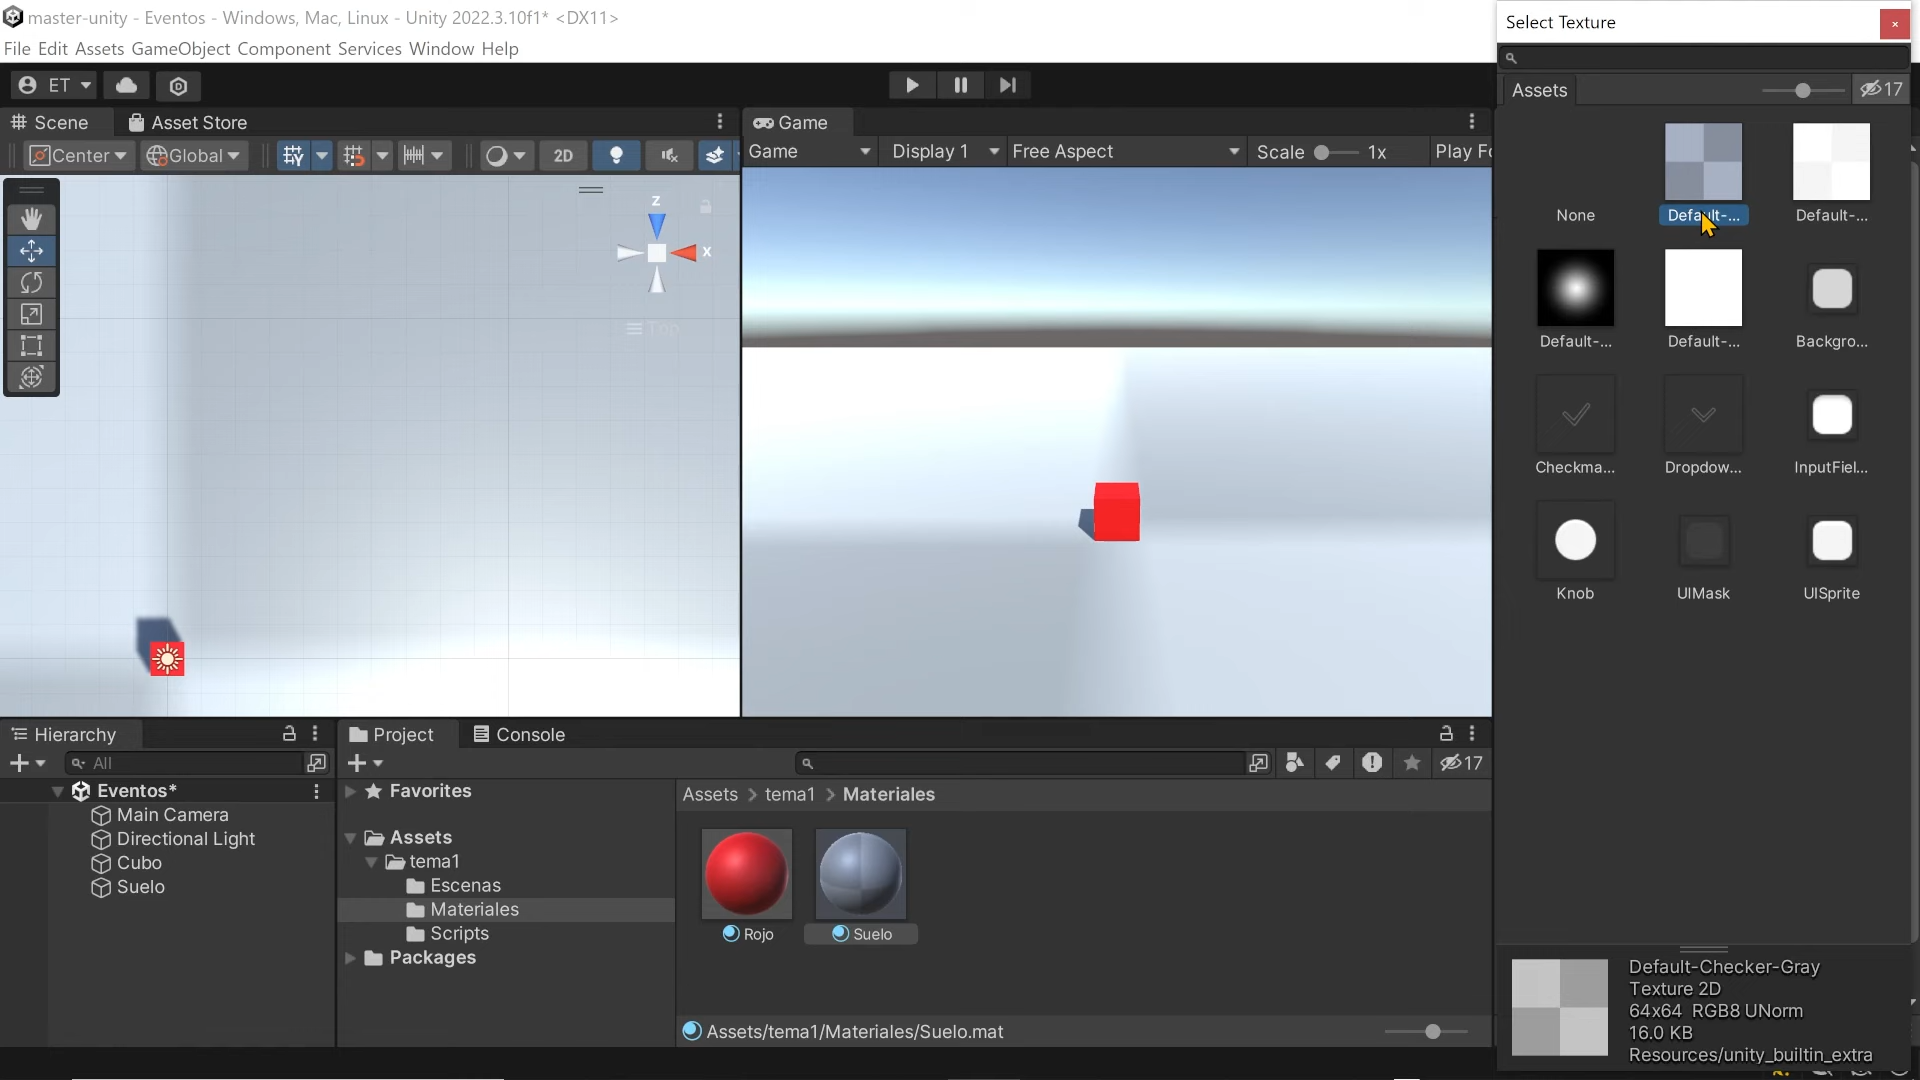 master-unity - Eventos - Windows, Mac, Linux - Unity 2022.3.10f1* <DX11>
File Edit Assets GameObject Component Services Window Help
ET
Scene
Asset Store
Center
Global
2D
z
x
Top
Game
Game
Display 1
Free Aspect
Scale
1x
Play Fo
Select Texture
Assets
17
None
Default-...
Default-...
Default-...
Default-...
Backgro...
Checkma...
Dropdow...
InputFiel...
Knob
UIMask
UISprite
Default-Checker-Gray
Texture 2D
64x64 RGB8 UNorm
16.0 KB
Resources/unity_builtin_extra
Hierarchy
All
Eventos*
Main Camera
Directional Light
Cubo
Suelo
Project
Console
17
Favorites
Assets
tema1
Escenas
Materiales
Scripts
Packages
Assets > tema1 > Materiales
Rojo
Suelo
Assets/tema1/Materiales/Suelo.mat